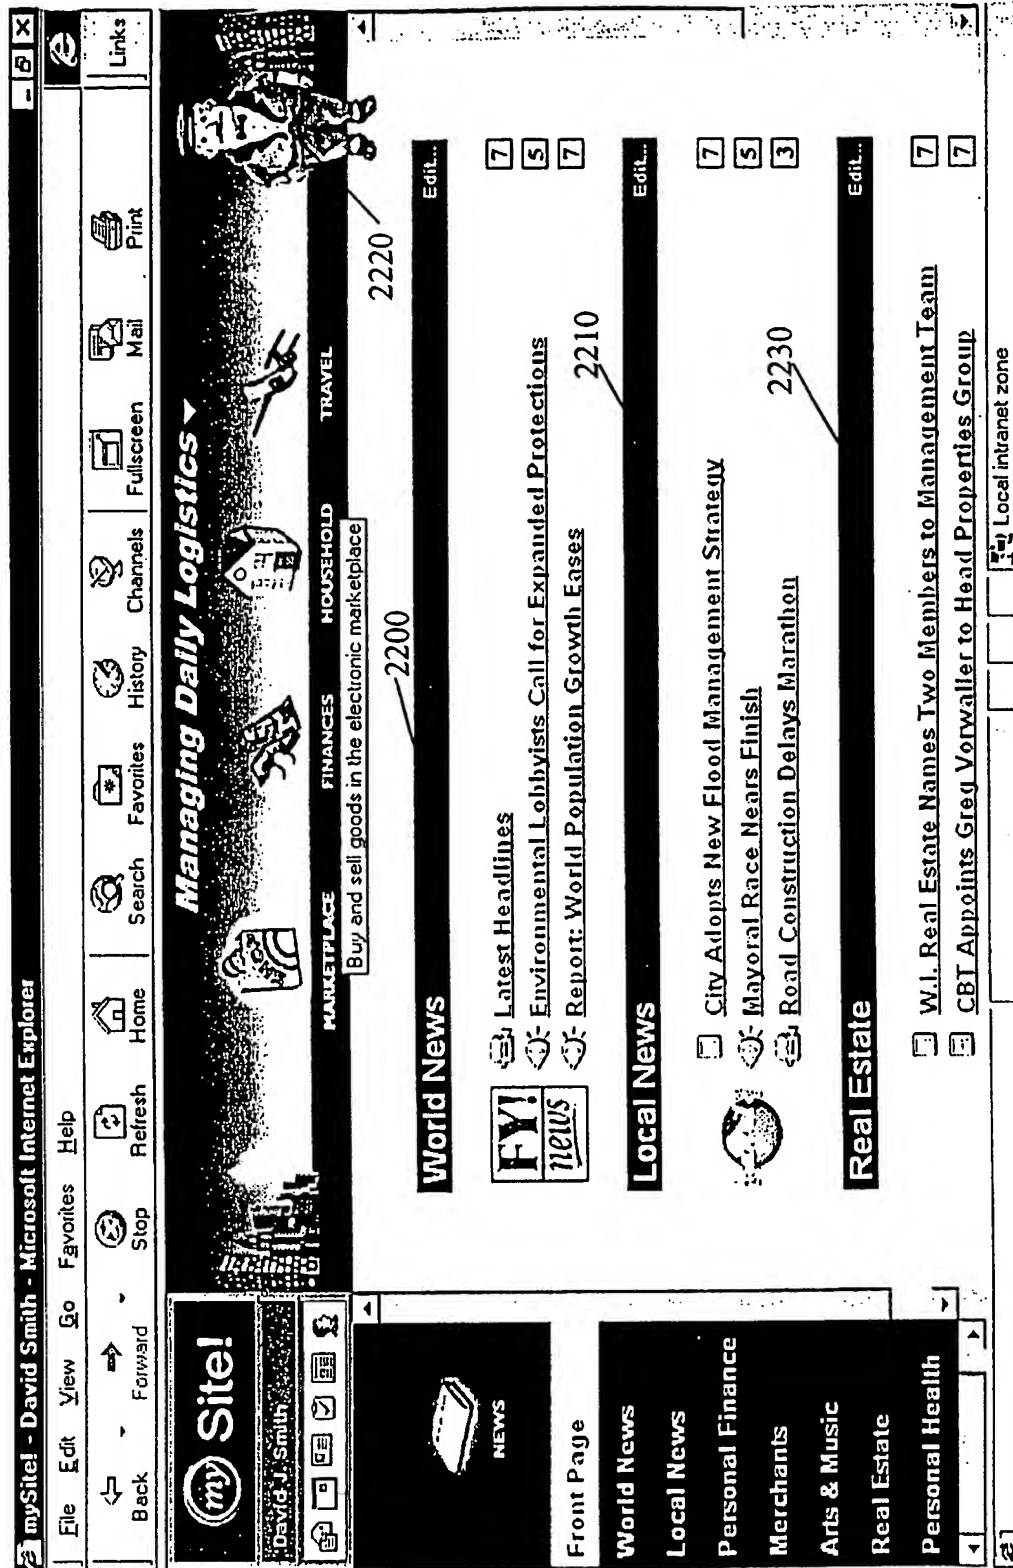 mySite! - David Smith - Microsoft Internet Explorer
File Edit View Go Favorites Help
Back Forward Stop Refresh Home Search Favorites History Channels Fullscreen Mail Print
Links
my Site!
David J. Smith
Managing Daily Logistics
MARKETPLACE FINANCES HOUSEHOLD TRAVEL
Buy and sell goods in the electronic marketplace
2220
NEWS
Front Page
World News
Local News
Personal Finance
Merchants
Arts & Music
Real Estate
Personal Health
2200
World News Edit...
FY!
news
Latest Headlines 7
Environmental Lobbyists Call for Expanded Protections 5
Report: World Population Growth Eases 7
2210
Local News Edit...
City Adopts New Flood Management Strategy 7
Mayoral Race Nears Finish 5
Road Construction Delays Marathon 3
2230
Real Estate Edit...
W.I. Real Estate Names Two Members to Management Team 7
CBT Appoints Greg Vorwaller to Head Properties Group 7
Local intranet zone